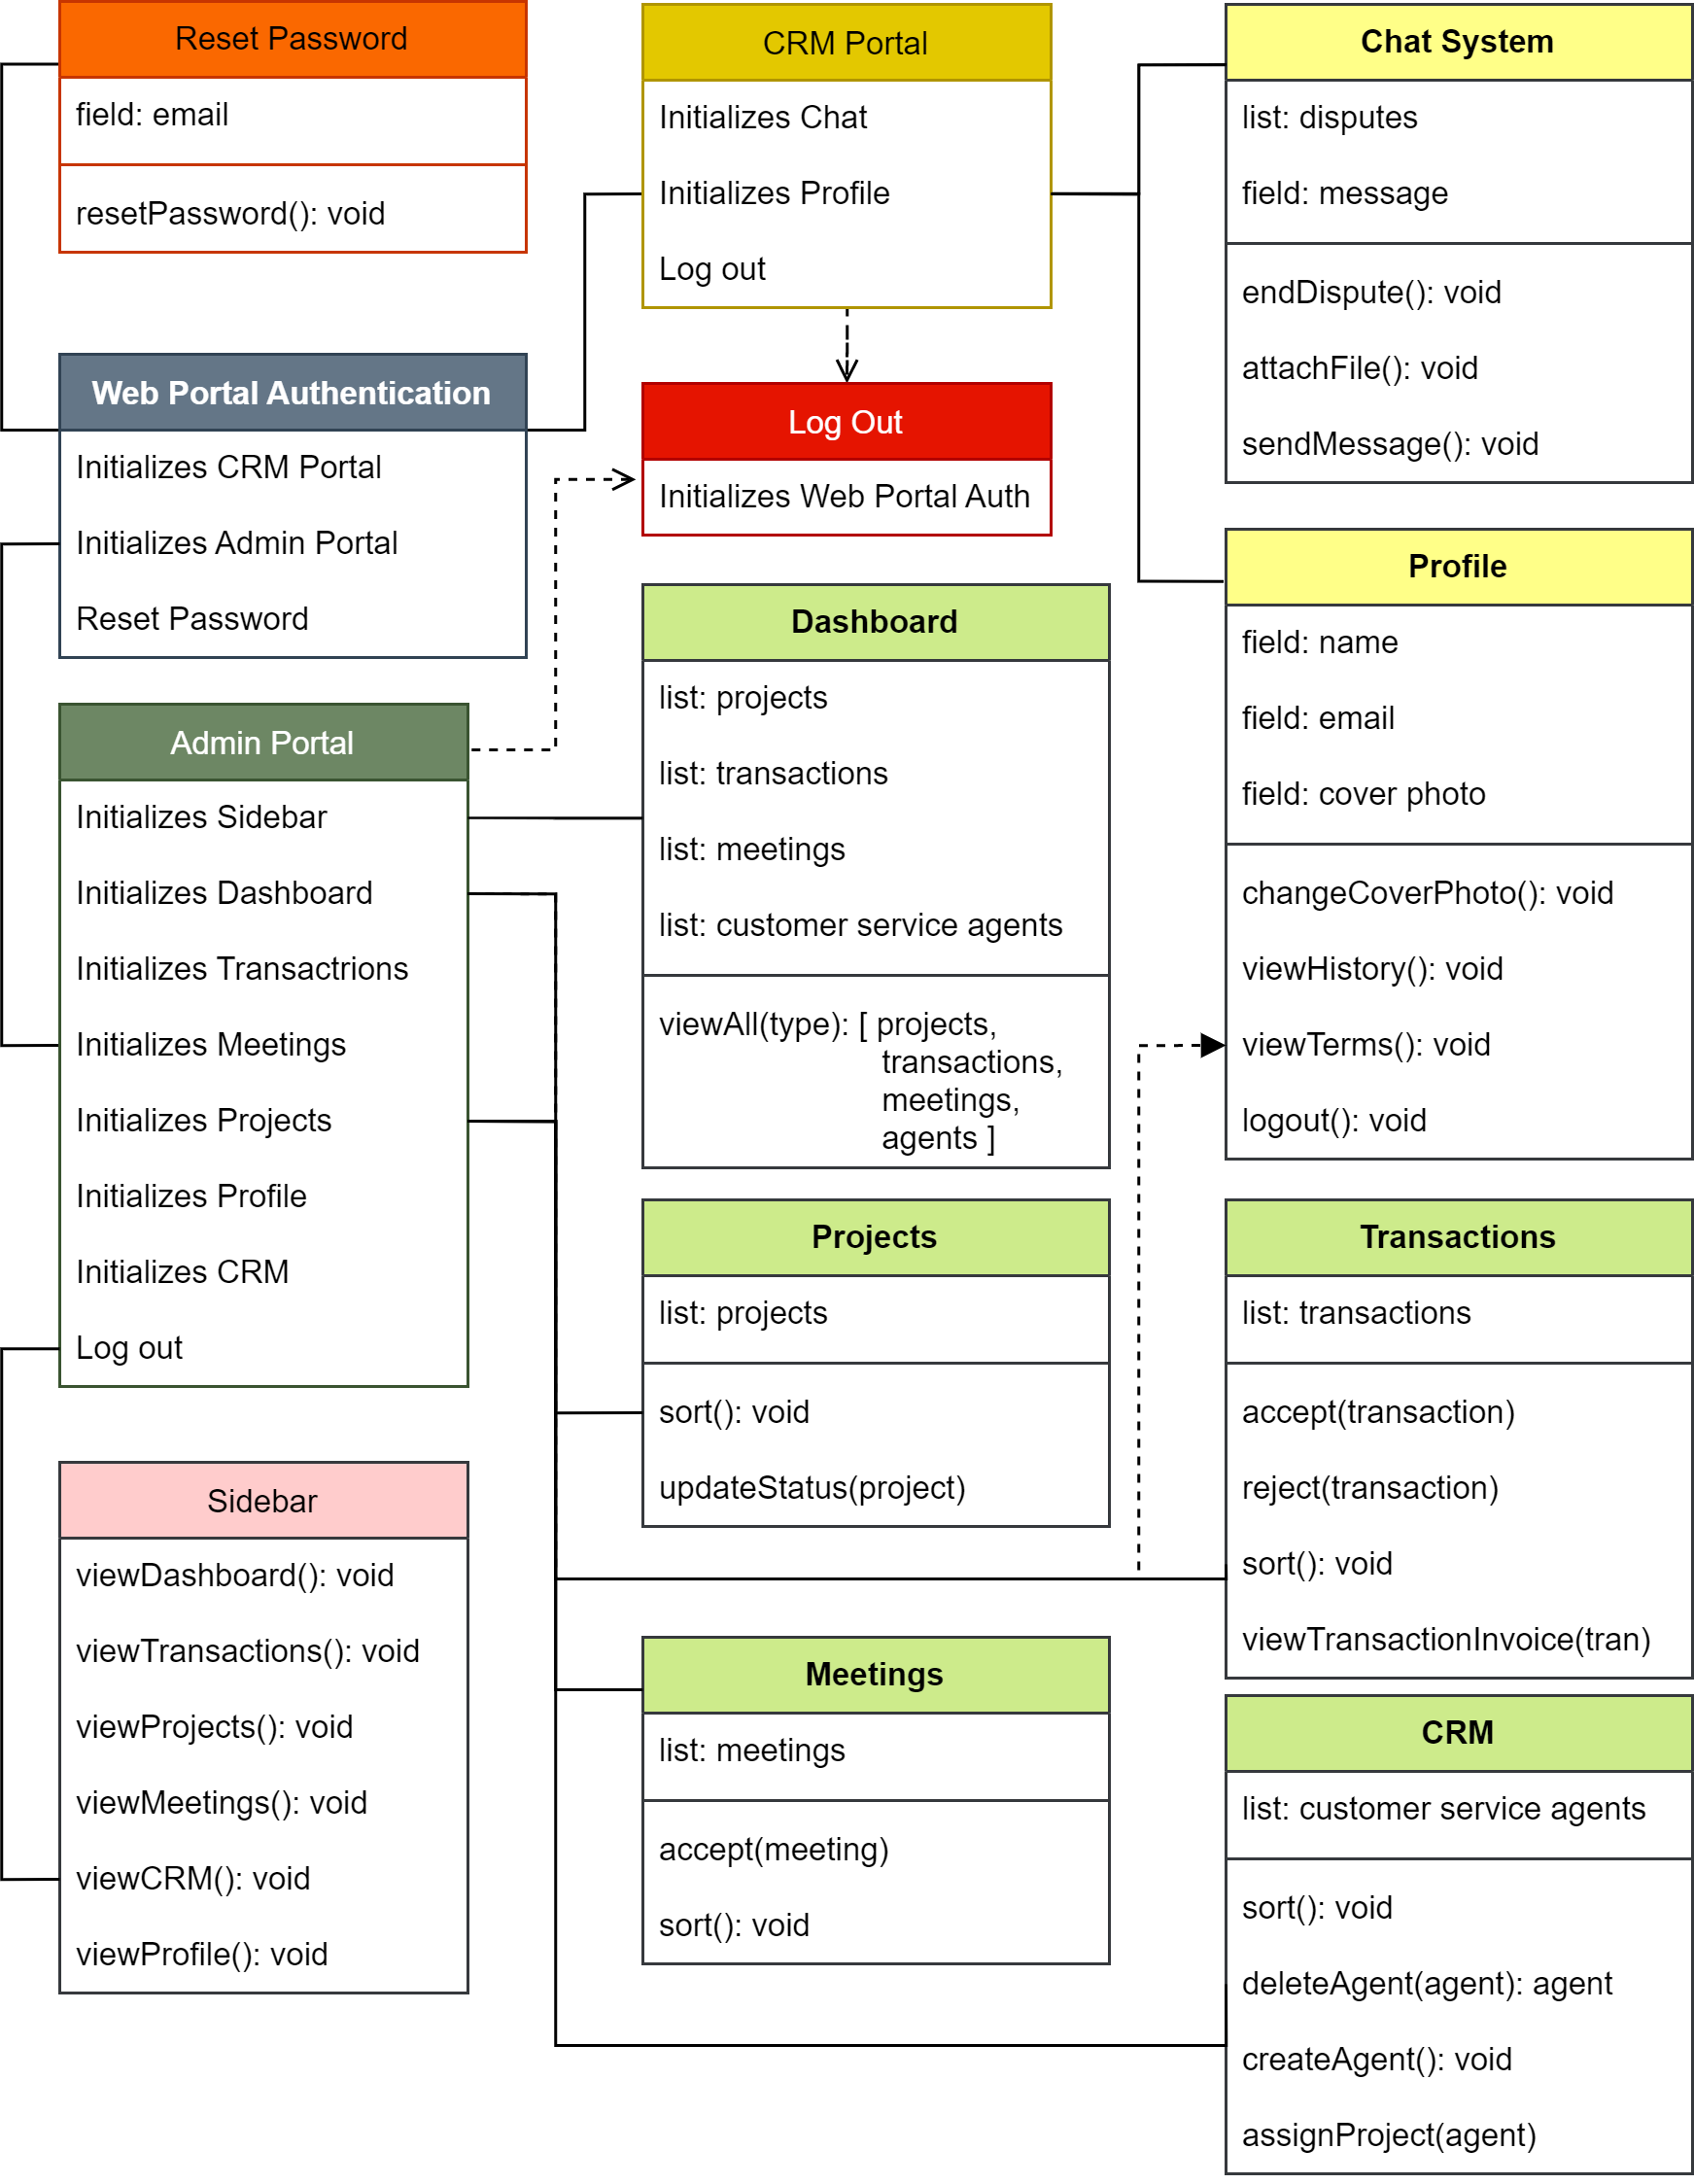 Reset Password
field: email
resetPassword(): void
CRM Portal
Initializes Chat
Initializes Profile
Log out
Chat System
list: disputes
field: message
endDispute(): void
attachFile(): void
sendMessage(): void
Web Portal Authentication
Initializes CRM Portal
Initializes Admin Portal
Reset Password
Log Out
Initializes Web Portal Auth
Profile
field: name
field: email
field: cover photo
changeCoverPhoto(): void
viewHistory(): void
viewTerms(): void
logout(): void
Dashboard
list: projects
list: transactions
list: meetings
list: customer service agents
viewAll(type): [ projects,
transactions,
meetings,
agents ]
Admin Portal
Initializes Sidebar
Initializes Dashboard
Initializes Transactrions
Initializes Meetings
Initializes Projects
Initializes Profile
Initializes CRM
Log out
Projects
list: projects
sort(): void
updateStatus(project)
Transactions
list: transactions
accept(transaction)
reject(transaction)
sort(): void
viewTransactionInvoice(tran)
Sidebar
viewDashboard(): void
viewTransactions(): void
viewProjects(): void
viewMeetings(): void
viewCRM(): void
viewProfile(): void
Meetings
list: meetings
accept(meeting)
sort(): void
CRM
list: customer service agents
sort(): void
deleteAgent(agent): agent
createAgent(): void
assignProject(agent)